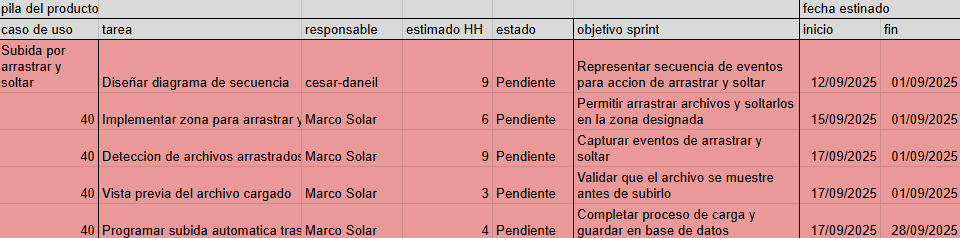 pila del producto fecha estinado
caso de uso tarea responsable estimado HH estado objetivo sprint inicio fin
Subida por
arrastrar y
soltar Diseñar diagrama de secuencia cesar-daneil 9 Pendiente Representar secuencia de eventos
para accion de arrastrar y soltar 12/09/2025 01/09/2025
40 Implementar zona para arrastrar y Marco Solar 6 Pendiente Permitir arrastrar archivos y soltarlos
en la zona designada 15/09/2025 01/09/2025
40 Deteccion de archivos arrastrados Marco Solar 9 Pendiente Capturar eventos de arrastrar y
soltar 17/09/2025 01/09/2025
40 Vista previa del archivo cargado Marco Solar 3 Pendiente Validar que el archivo se muestre
antes de subirlo 17/09/2025 01/09/2025
40 Programar subida automatica tras Marco Solar 4 Pendiente Completar proceso de carga y
guardar en base de datos 17/09/2025 28/09/2025